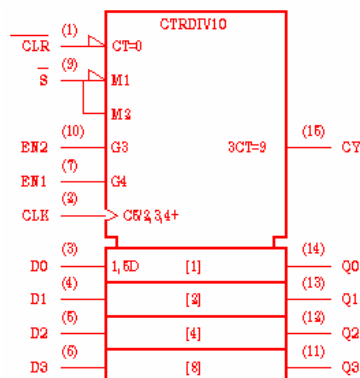 CTRDIV10
CLR (1) CT=0
S (9) M1
M2
EN2 (10) G3 3CT=9 (15) CY
EN1 (7) G4
CLK (2) C5/2,3,4+
D0 (3) 1,5D [1] (14) Q0
D1 (4) [2] (13) Q1
D2 (5) [4] (12) Q2
D3 (6) [8] (11) Q3